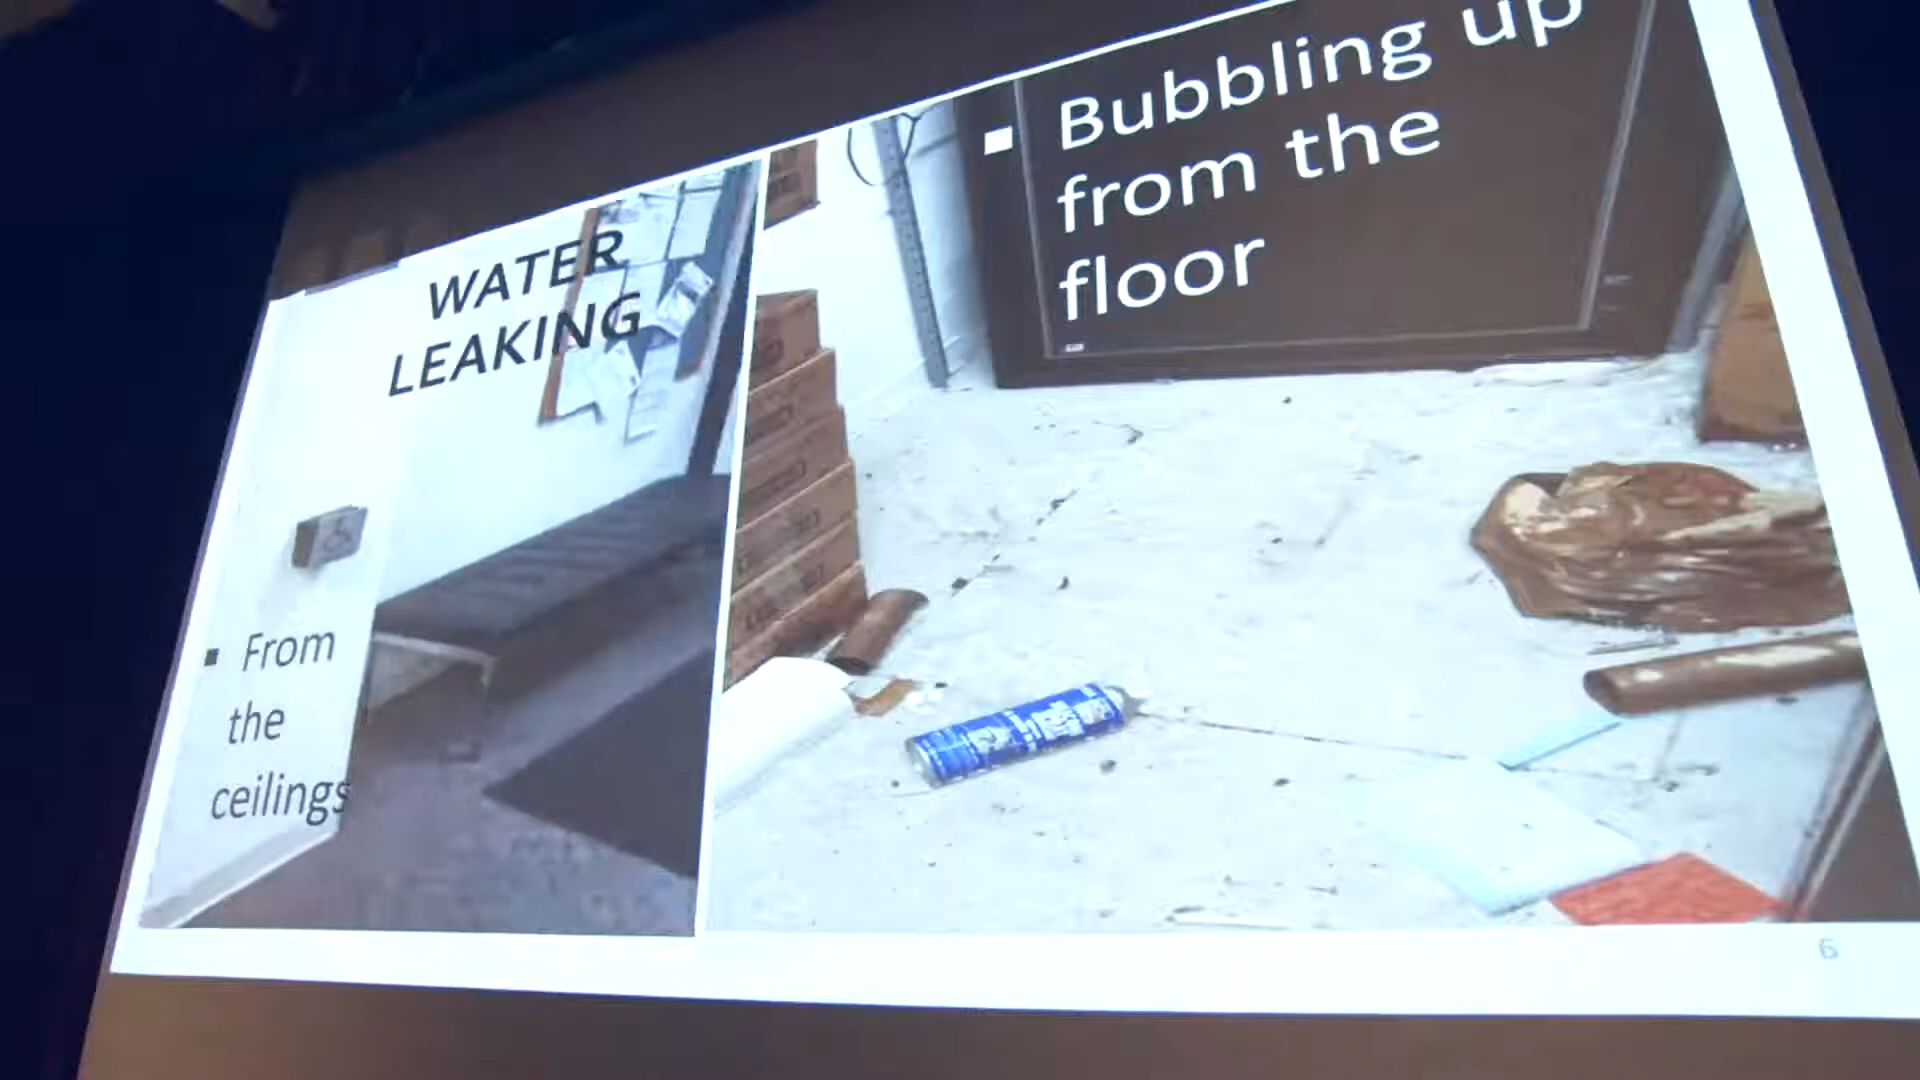 WATER
LEAKING
▪ From
the
ceilings
▪ Bubbling up
from the
floor
6